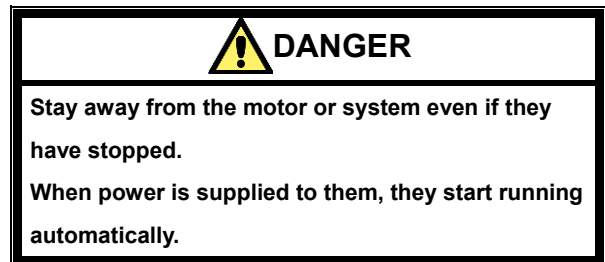 DANGER
Stay away from the motor or system even if they
have stopped.
When power is supplied to them, they start running
automatically.